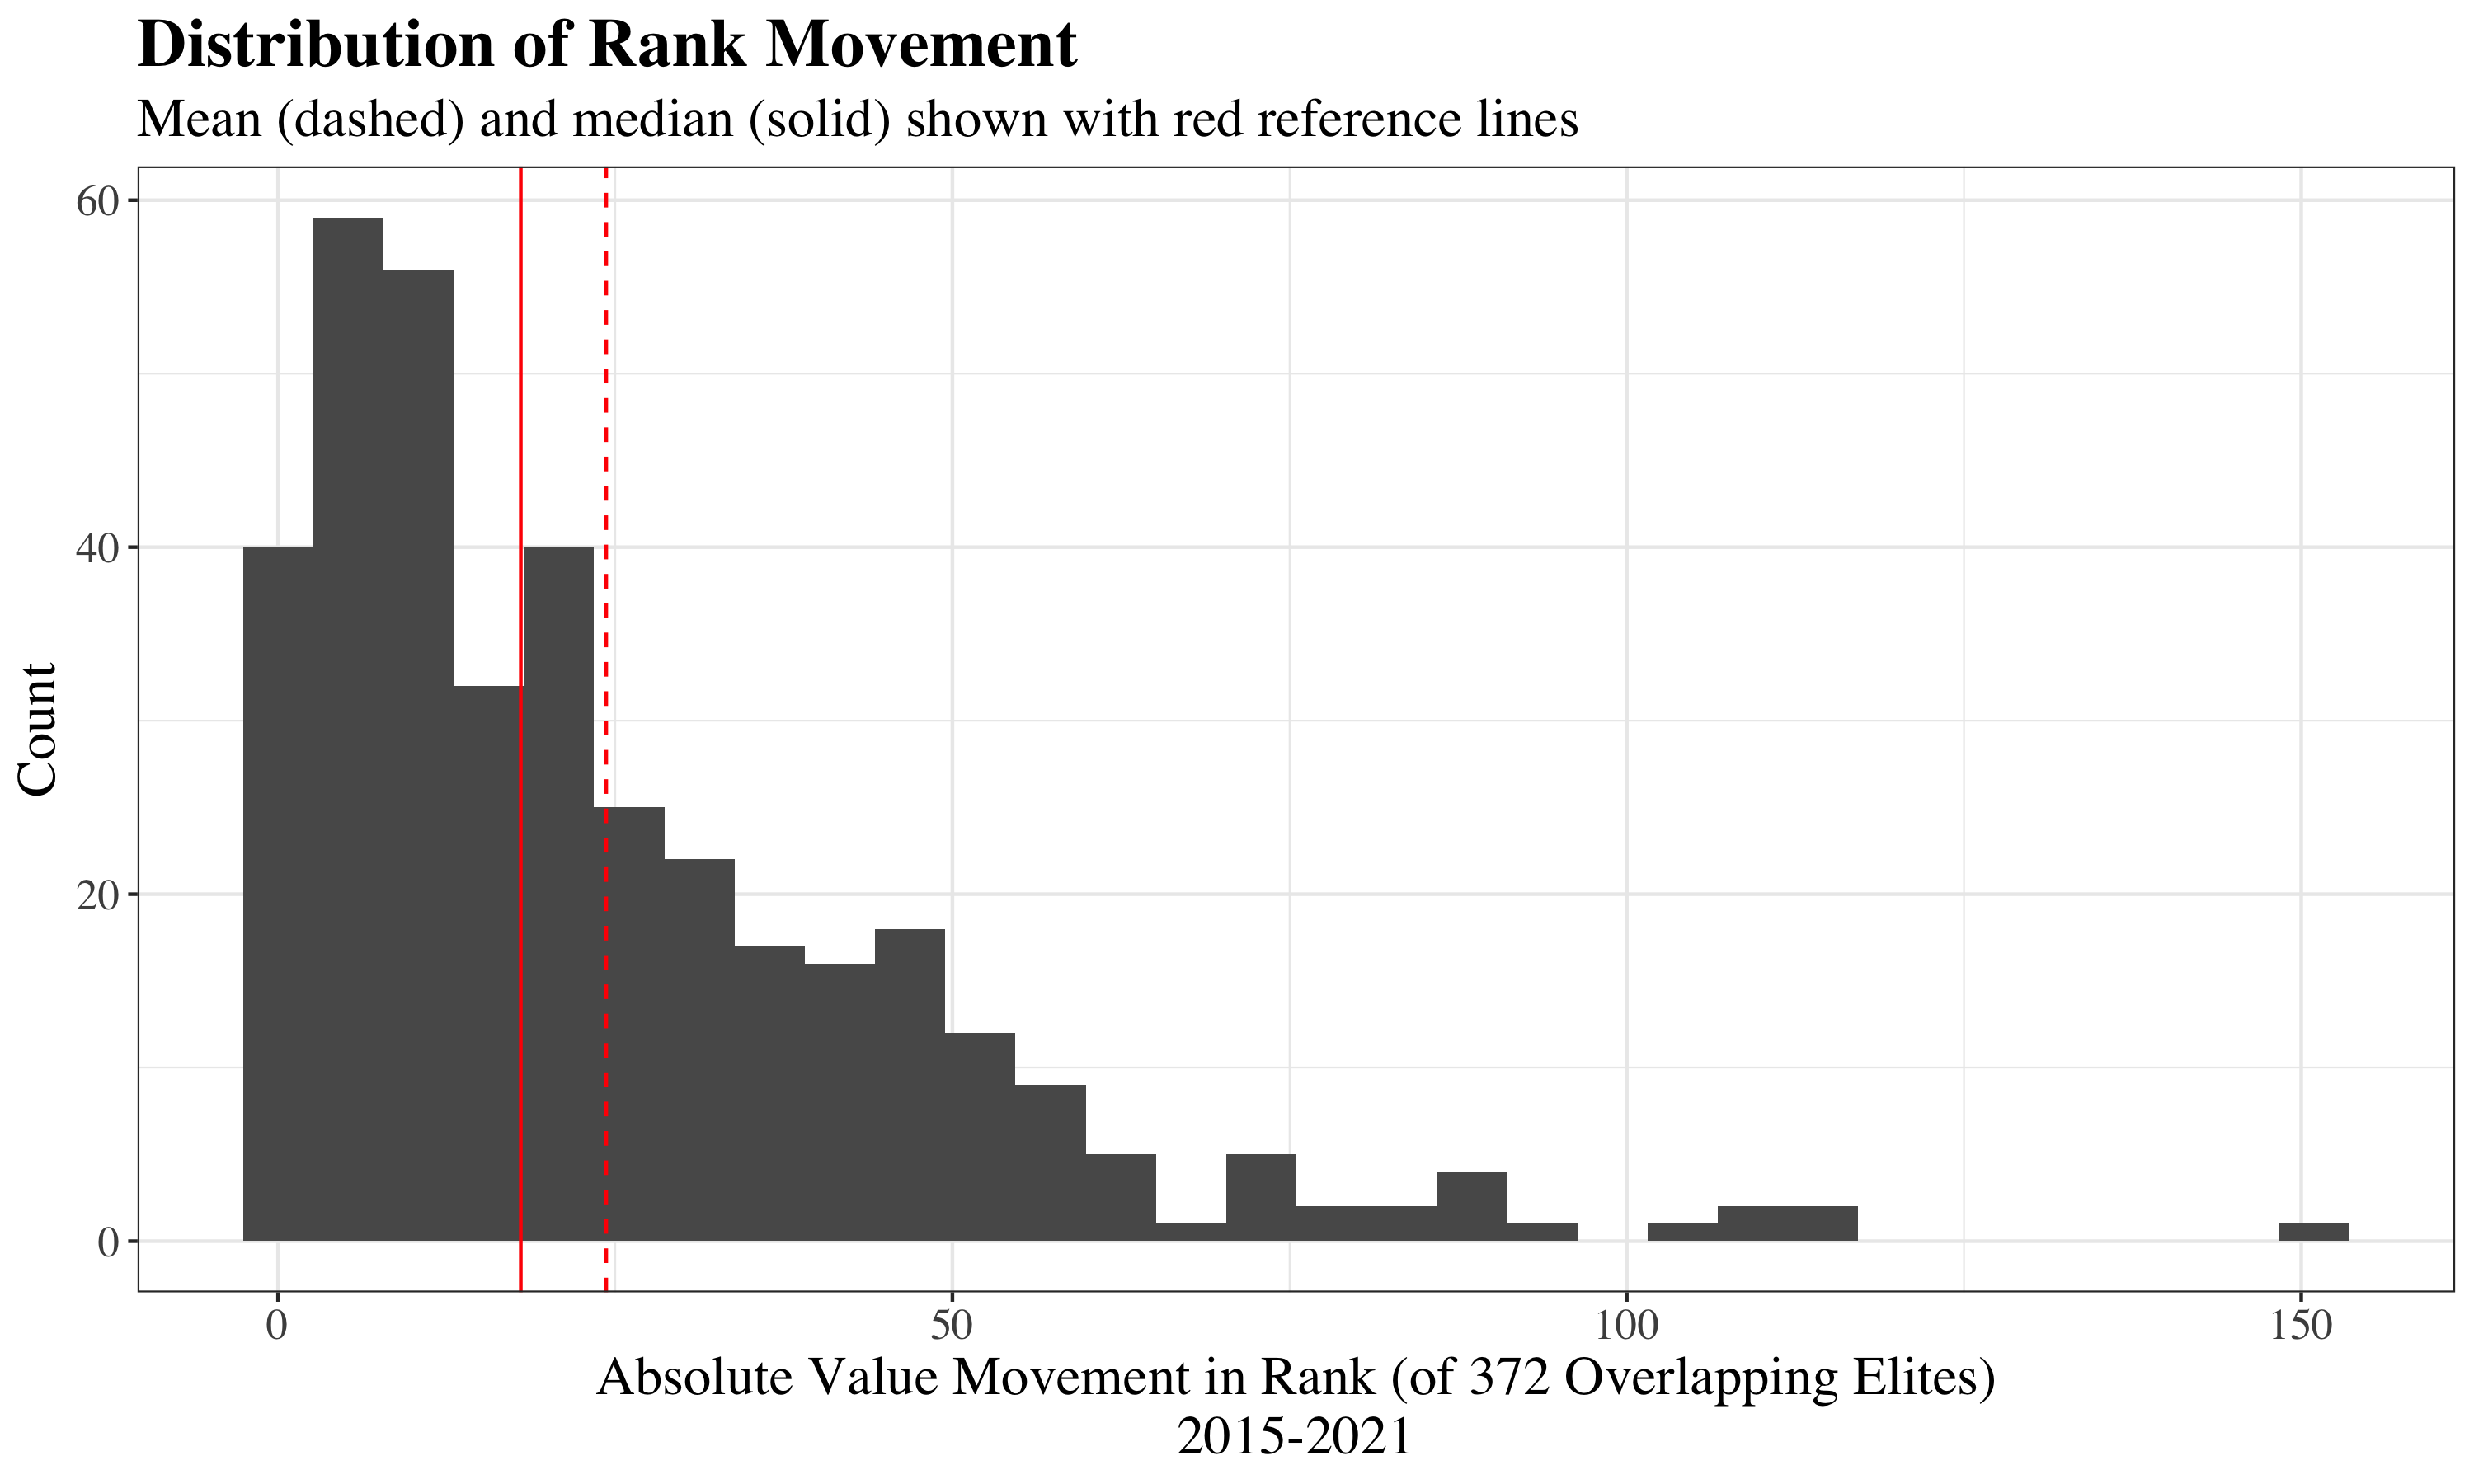 Distribution of Rank Movement
Mean (dashed) and median (solid) shown with red reference lines
60
40
20
0
Count
0 50 100 150
Absolute Value Movement in Rank (of 372 Overlapping Elites)
2015-2021